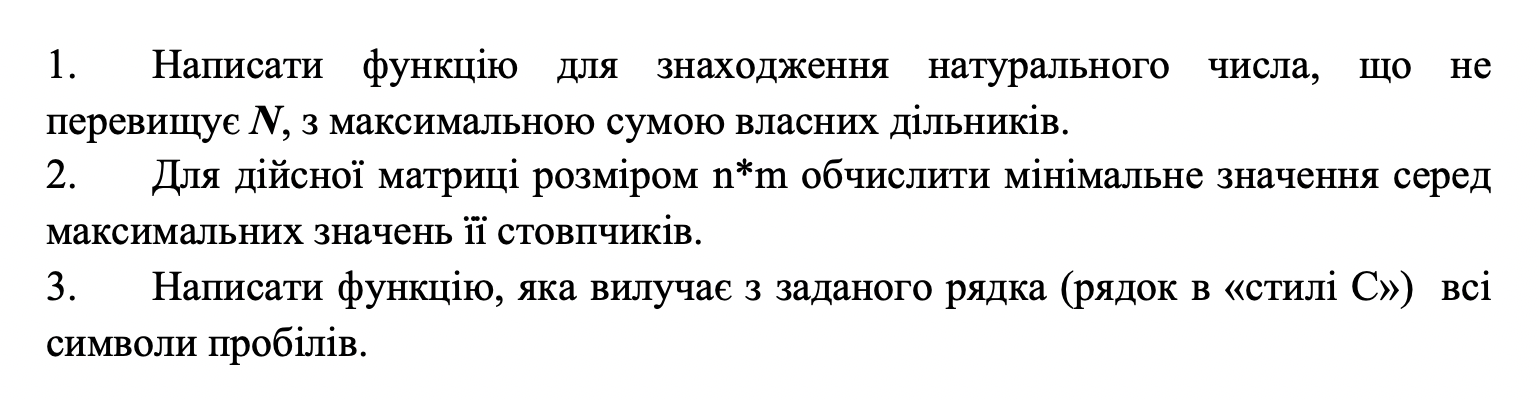 1. Написати функцію для знаходження натурального числа, що не
перевищує N, з максимальною сумою власних дільників.
2. Для дійсної матриці розміром n*m обчислити мінімальне значення серед
максимальних значень її стовпчиків.
3. Написати функцію, яка вилучає з заданого рядка (рядок в «стилі С») всі
символи пробілів.